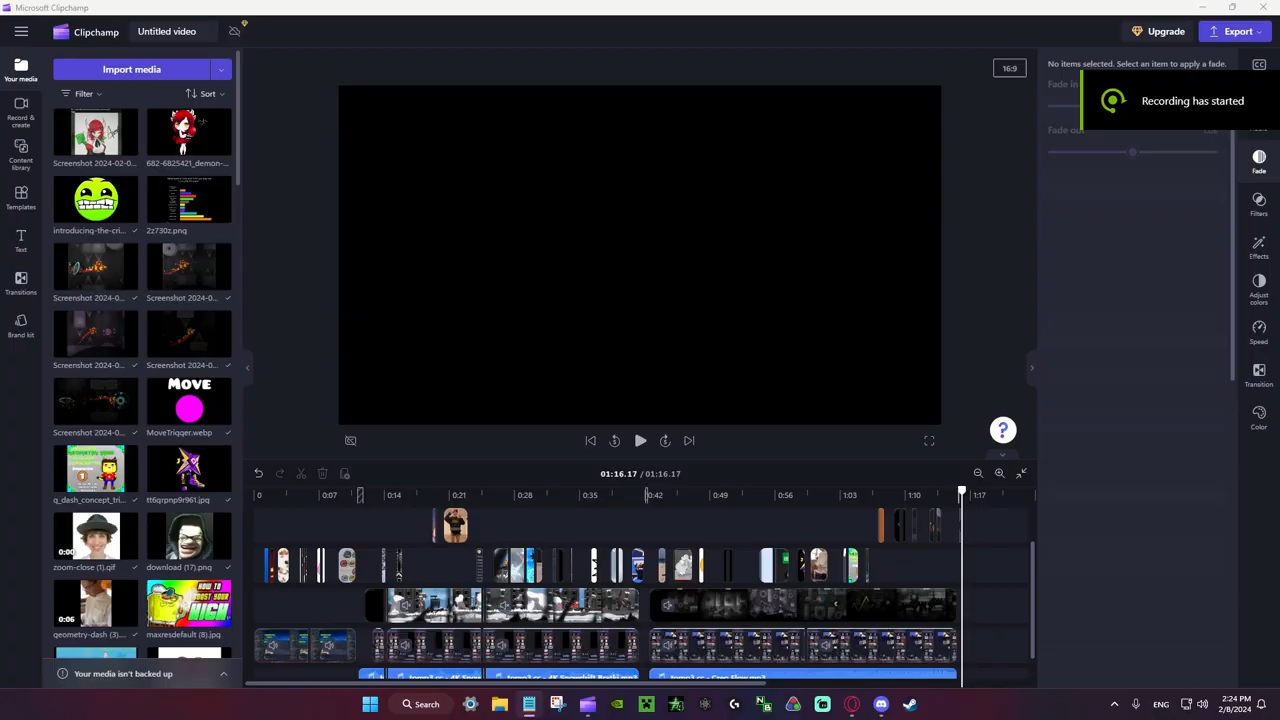 Microsoft Clipchamp
Clipchamp
Untitled video
Upgrade
Export
Your media
Import media
16:9
No items selected. Select an item to apply a fade.
CC
Filter
Sort
Fade in
Recording has started
Record & create
Fade out
Content library
Screenshot 2024-02-0...
682-6825421_demon-...
Fade
Templates
Filters
introducing-the-cri...
2z730z.png
Text
Effects
Transitions
Screenshot 2024-0...
Screenshot 2024-0...
Adjust colors
Brand kit
Speed
Screenshot 2024-0...
Screenshot 2024-0...
MOVE
Transition
Screenshot 2024-0...
MoveTrigger.webp
Color
?
g_dash_concept_tri...
tt6qrpnp9r961.jpg
01:16.17 / 01:16.17
0
0:07
0:14
0:21
0:28
0:35
0:42
0:49
0:56
1:03
1:10
1:17
0:00
zoom-close (1).gif
download (17).png
HOW TO
BOOST YOUR
0:06
geometry-dash (3)....
maxresdefault (8).jpg
Your media isn't backed up
Search
ENG
2:24 PM
2/8/2024